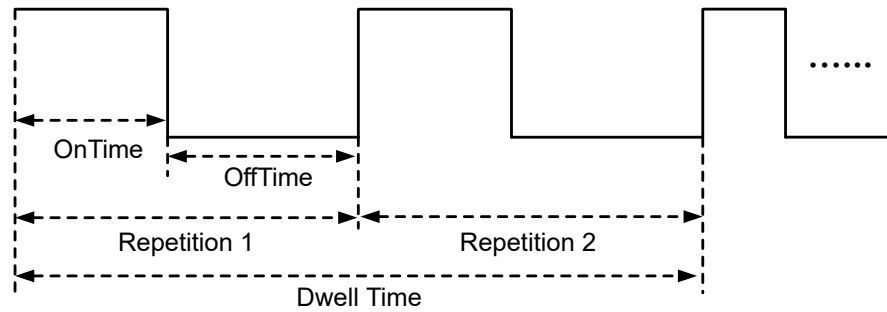 ......
OnTime
OffTime
Repetition 1
Repetition 2
Dwell Time